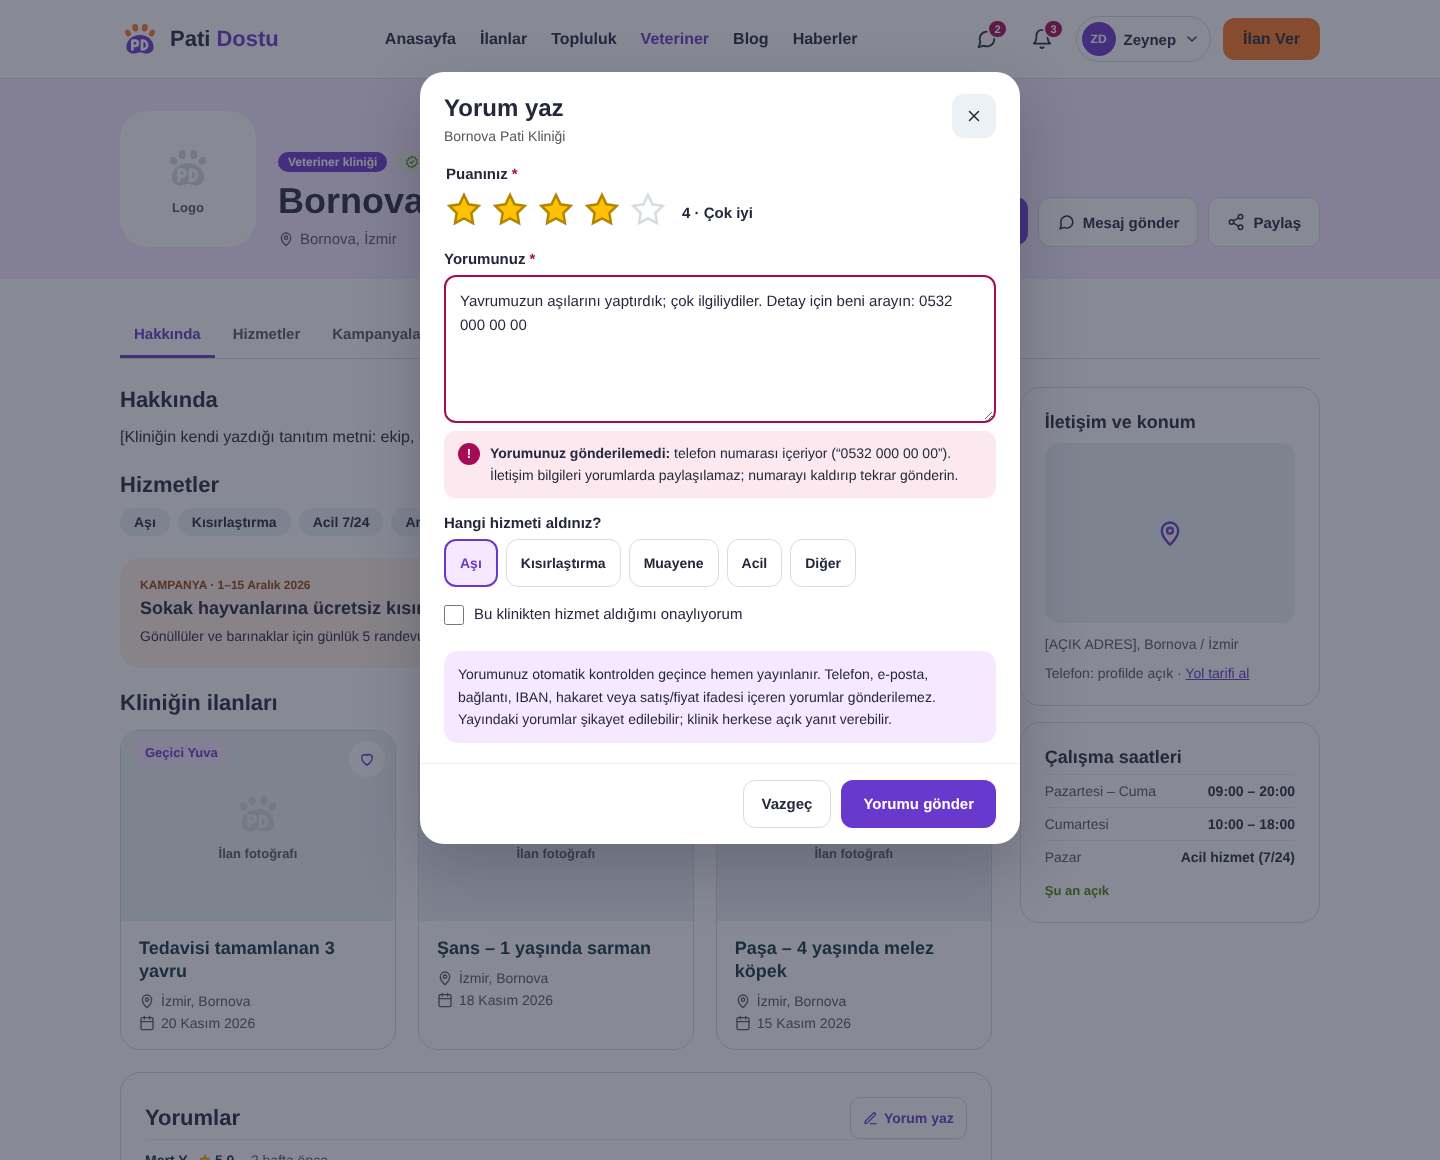 PD
Pati Dostu
Anasayfa
İlanlar
Topluluk
Veteriner
Blog
Haberler
2
3
ZD
Zeynep
İlan Ver
PD
Logo
Veteriner kliniği
Bornova
Bornova, İzmir
Mesaj gönder
Paylaş
Yorum yaz
Bornova Pati Kliniği
Puanınız *
4 · Çok iyi
Yorumunuz *
Yavrumuzun aşılarını yaptırdık; çok ilgiliydiler. Detay için beni arayın: 0532
000 00 00
! Yorumunuz gönderilemedi: telefon numarası içeriyor (“0532 000 00 00”).
İletişim bilgileri yorumlarda paylaşılamaz; numarayı kaldırıp tekrar gönderin.
Hangi hizmeti aldınız?
Aşı
Kısırlaştırma
Muayene
Acil
Diğer
Bu klinikten hizmet aldığımı onaylıyorum
Yorumunuz otomatik kontrolden geçince hemen yayınlanır. Telefon, e-posta,
bağlantı, IBAN, hakaret veya satış/fiyat ifadesi içeren yorumlar gönderilemez.
Yayındaki yorumlar şikayet edilebilir; klinik herkese açık yanıt verebilir.
Vazgeç
Yorumu gönder
Hakkında
Hizmetler
Kampanyala
Hakkında
[Kliniğin kendi yazdığı tanıtım metni: ekip,
Hizmetler
Aşı
Kısırlaştırma
Acil 7/24
KAMPANYA · 1–15 Aralık 2026
Sokak hayvanlarına ücretsiz kısır
Gönüllüler ve barınaklar için günlük 5 randevu
Kliniğin ilanları
Geçici Yuva
PD
İlan fotoğrafı
Tedavisi tamamlanan 3
yavru
İzmir, Bornova
20 Kasım 2026
İlan fotoğrafı
Şans – 1 yaşında sarman
İzmir, Bornova
18 Kasım 2026
İlan fotoğrafı
Paşa – 4 yaşında melez
köpek
İzmir, Bornova
15 Kasım 2026
İletişim ve konum
[AÇIK ADRES], Bornova / İzmir
Telefon: profilde açık · Yol tarifi al
Çalışma saatleri
Pazartesi – Cuma 09:00 – 20:00
Cumartesi 10:00 – 18:00
Pazar Acil hizmet (7/24)
Şu an açık
Yorumlar
Yorum yaz